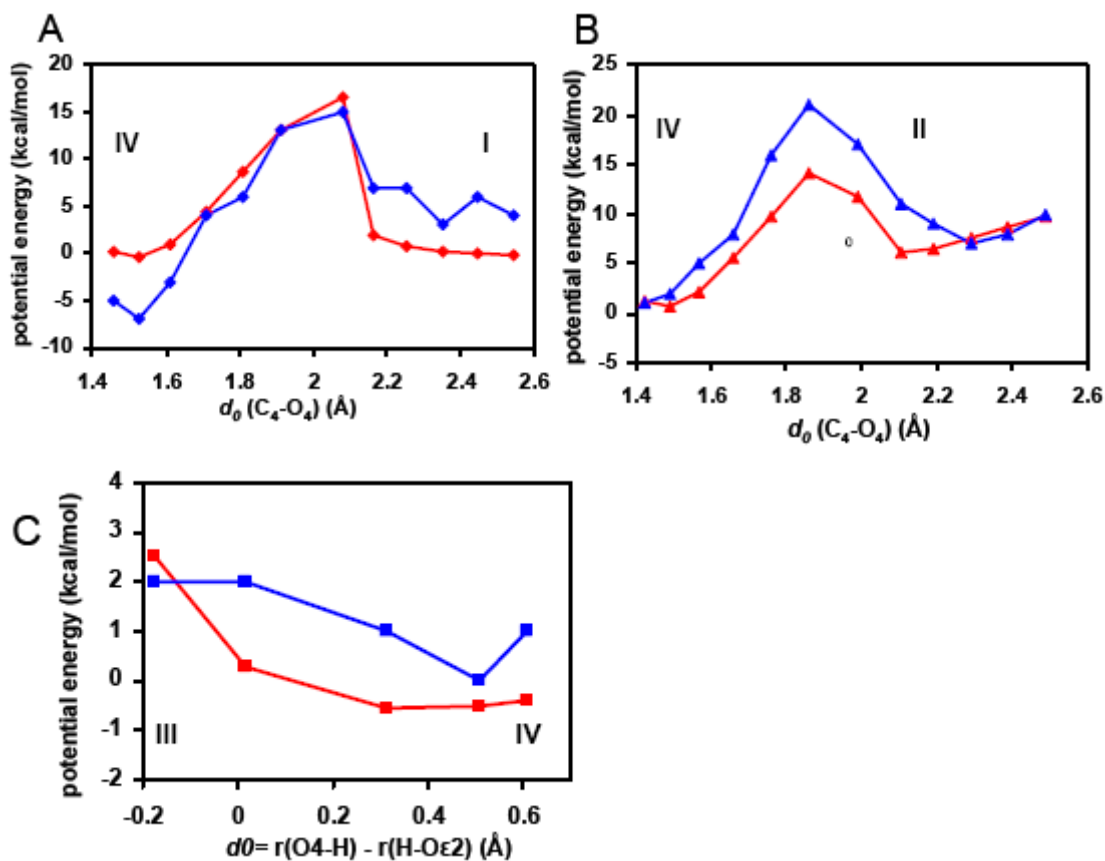 A
potential energy (kcal/mol)
20
15
10
5
0
-5
-10
IV
I
1.4 1.6 1.8 2 2.2 2.4 2.6
d₀ (C₄-O₄) (Å)
B
potential energy (kcal/mol)
25
20
15
10
5
0
-5
IV
II
0
1.4 1.6 1.8 2 2.2 2.4 2.6
d₀ (C₄-O₄) (Å)
C
potential energy (kcal/mol)
4
3
2
1
0
-1
-2
III
IV
-0.2 0 0.2 0.4 0.6
d0= r(O4-H) - r(H-Oε2) (Å)